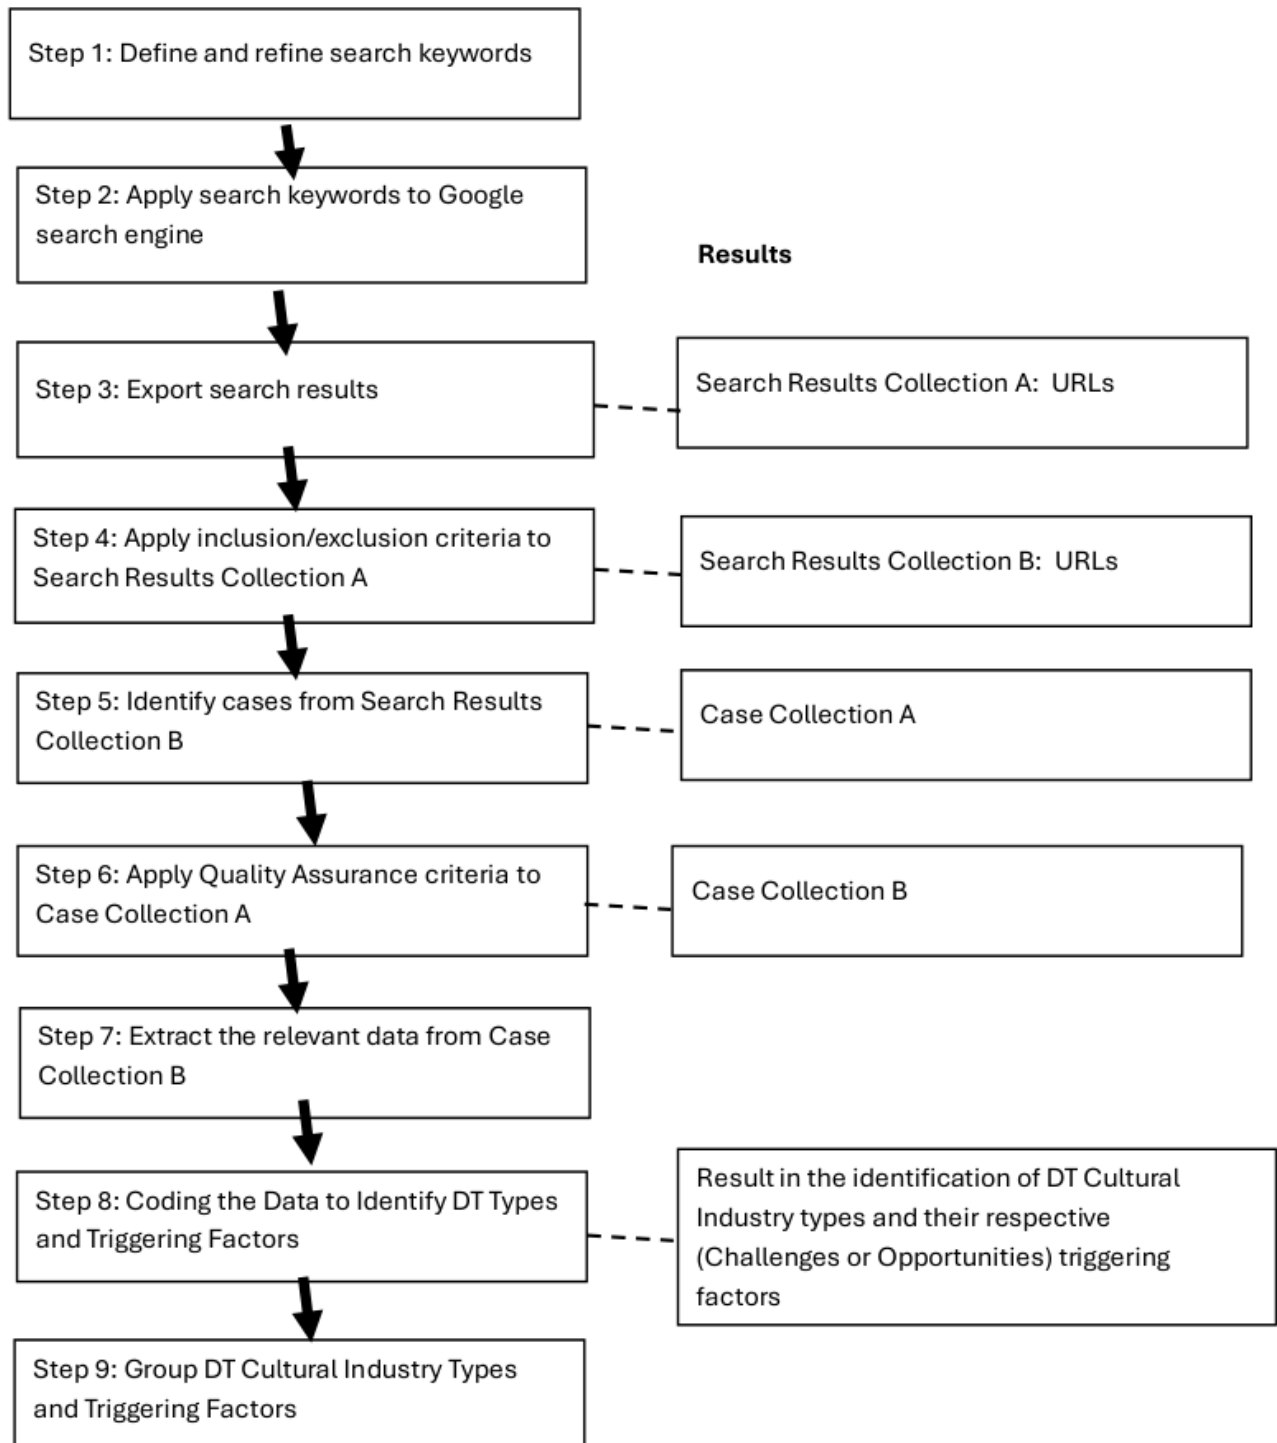 Step 1: Define and refine search keywords
Step 2: Apply search keywords to Google
search engine
Results
Step 3: Export search results
Search Results Collection A:  URLs
Step 4: Apply inclusion/exclusion criteria to
Search Results Collection A
Search Results Collection B:  URLs
Step 5: Identify cases from Search Results
Collection B
Case Collection A
Step 6: Apply Quality Assurance criteria to
Case Collection A
Case Collection B
Step 7: Extract the relevant data from Case
Collection B
Step 8: Coding the Data to Identify DT Types
and Triggering Factors
Result in the identification of DT Cultural
Industry types and their respective
(Challenges or Opportunities) triggering
factors
Step 9: Group DT Cultural Industry Types
and Triggering Factors